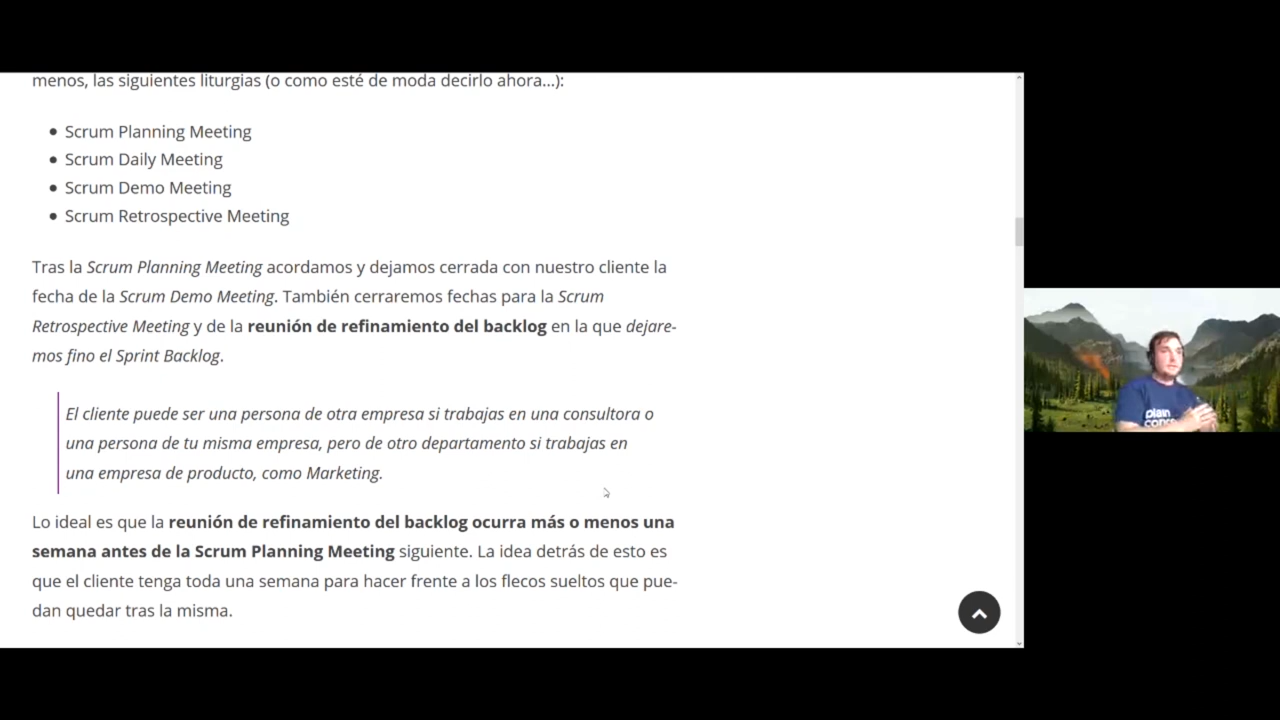 menos, las siguientes liturgias (o como esté de moda decirlo ahora...):
Scrum Planning Meeting
Scrum Daily Meeting
Scrum Demo Meeting
Scrum Retrospective Meeting
Tras la Scrum Planning Meeting acordamos y dejamos cerrada con nuestro cliente la
fecha de la Scrum Demo Meeting. También cerraremos fechas para la Scrum
Retrospective Meeting y de la reunión de refinamiento del backlog en la que dejare-
mos fino el Sprint Backlog.
El cliente puede ser una persona de otra empresa si trabajas en una consultora o
una persona de tu misma empresa, pero de otro departamento si trabajas en
una empresa de producto, como Marketing.
Lo ideal es que la reunión de refinamiento del backlog ocurra más o menos una
semana antes de la Scrum Planning Meeting siguiente. La idea detrás de esto es
que el cliente tenga toda una semana para hacer frente a los flecos sueltos que pue-
dan quedar tras la misma.
plain